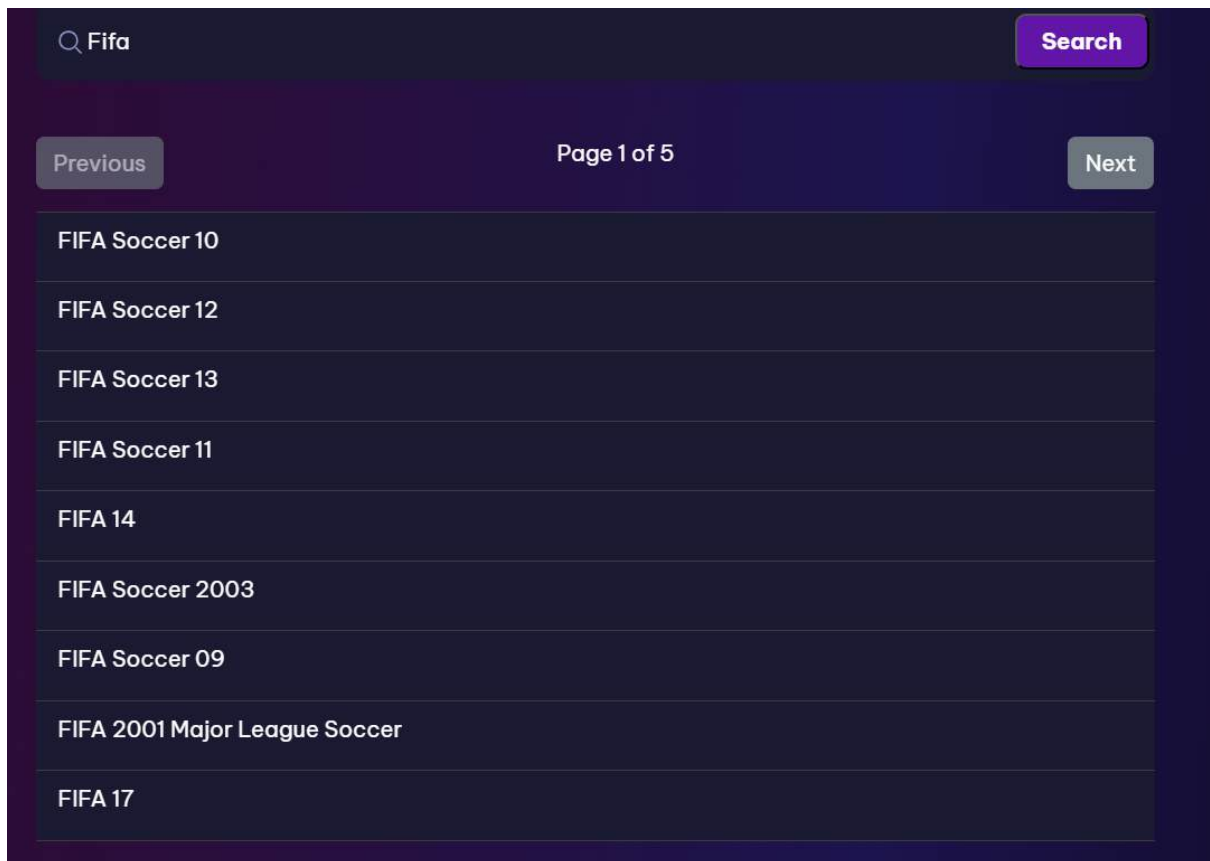 Fifa
Search
Previous
Page 1 of 5
Next
FIFA Soccer 10
FIFA Soccer 12
FIFA Soccer 13
FIFA Soccer 11
FIFA 14
FIFA Soccer 2003
FIFA Soccer 09
FIFA 2001 Major League Soccer
FIFA 17